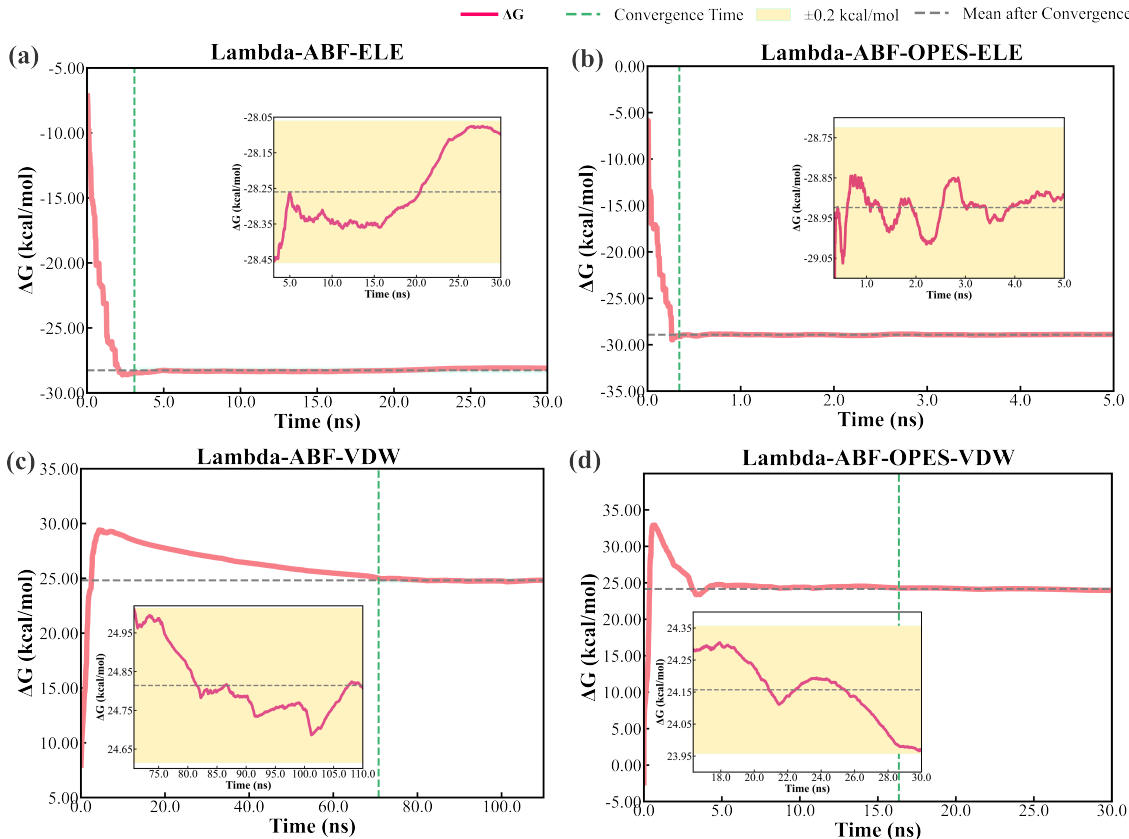 ΔG Convergence Time ±0.2 kcal/mol Mean after Convergence
(a) Lambda-ABF-ELE
-5.00
-10.00
-15.00
-20.00
-25.00
-30.00
ΔG (kcal/mol)
0.0 5.0 10.0 15.0 20.0 25.0 30.0
Time (ns)
-28.05
-28.15
-28.25
-28.35
-28.45
ΔG (kcal/mol)
5.0 10.0 15.0 20.0 25.0 30.0
Time (ns)
(b) Lambda-ABF-OPES-ELE
0.00
-5.00
-10.00
-15.00
-20.00
-25.00
-30.00
-35.00
ΔG (kcal/mol)
0.0 1.0 2.0 3.0 4.0 5.0
Time (ns)
-28.75
-28.85
-28.95
-29.05
ΔG (kcal/mol)
1.0 2.0 3.0 4.0 5.0
Time (ns)
(c) Lambda-ABF-VDW
35.00
30.00
25.00
20.00
15.00
10.00
5.00
ΔG (kcal/mol)
0.0 20.0 40.0 60.0 80.0 100.0
Time (ns)
24.95
24.85
24.75
24.65
ΔG (kcal/mol)
75.0 80.0 85.0 90.0 95.0 100.0 105.0 110.0
Time (ns)
(d) Lambda-ABF-OPES-VDW
35.00
30.00
25.00
20.00
15.00
10.00
5.00
0.00
-5.00
ΔG (kcal/mol)
0.0 5.0 10.0 15.0 20.0 25.0 30.0
Time (ns)
24.35
24.25
24.15
24.05
23.95
ΔG (kcal/mol)
18.0 20.0 22.0 24.0 26.0 28.0 30.0
Time (ns)